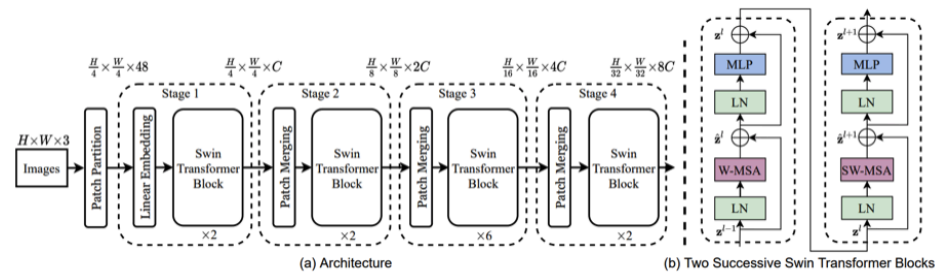 H/4 × W/4 × 48
H/4 × W/4 × C
H/8 × W/8 × 2C
H/16 × W/16 × 4C
H/32 × W/32 × 8C
Stage 1
Stage 2
Stage 3
Stage 4
H×W×3
Images
Patch Partition
Linear Embedding
Swin
Transformer
Block
×2
Patch Merging
Swin
Transformer
Block
×2
Patch Merging
Swin
Transformer
Block
×6
Patch Merging
Swin
Transformer
Block
×2
(a) Architecture
z^l
MLP
LN
ẑ^l
W-MSA
LN
z^{l-1}
z^{l+1}
MLP
LN
ẑ^{l+1}
SW-MSA
LN
z^l
(b) Two Successive Swin Transformer Blocks